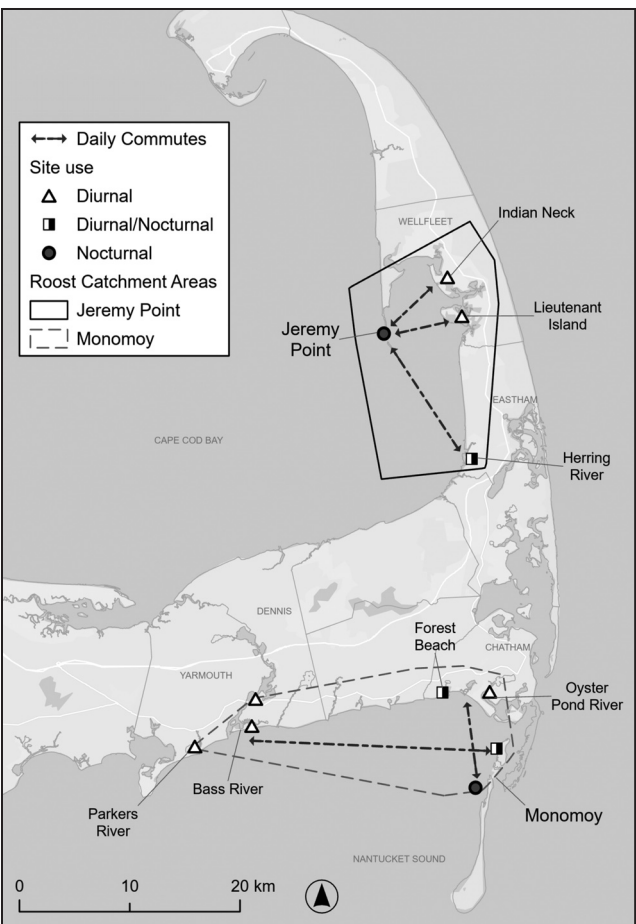 Daily Commutes
Site use
Diurnal
Diurnal/Nocturnal
Nocturnal
Roost Catchment Areas
Jeremy Point
Monomoy
WELLFLEET
Indian Neck
Lieutenant
Island
Jeremy
Point
EASTHAM
CAPE COD BAY
Herring
River
DENNIS
Forest
Beach
CHATHAM
YARMOUTH
Oyster
Pond River
Bass River
Parkers
River
Monomoy
NANTUCKET SOUND
0 10 20 km